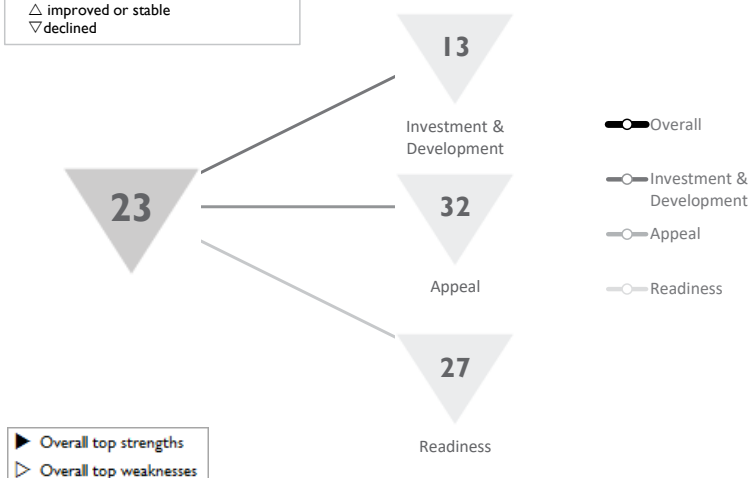 △ improved or stable
▽ declined
13
Investment &
Development
23
32
Appeal
27
Readiness
Overall
Investment &
Development
Appeal
Readiness
▶ Overall top strengths
▷ Overall top weaknesses